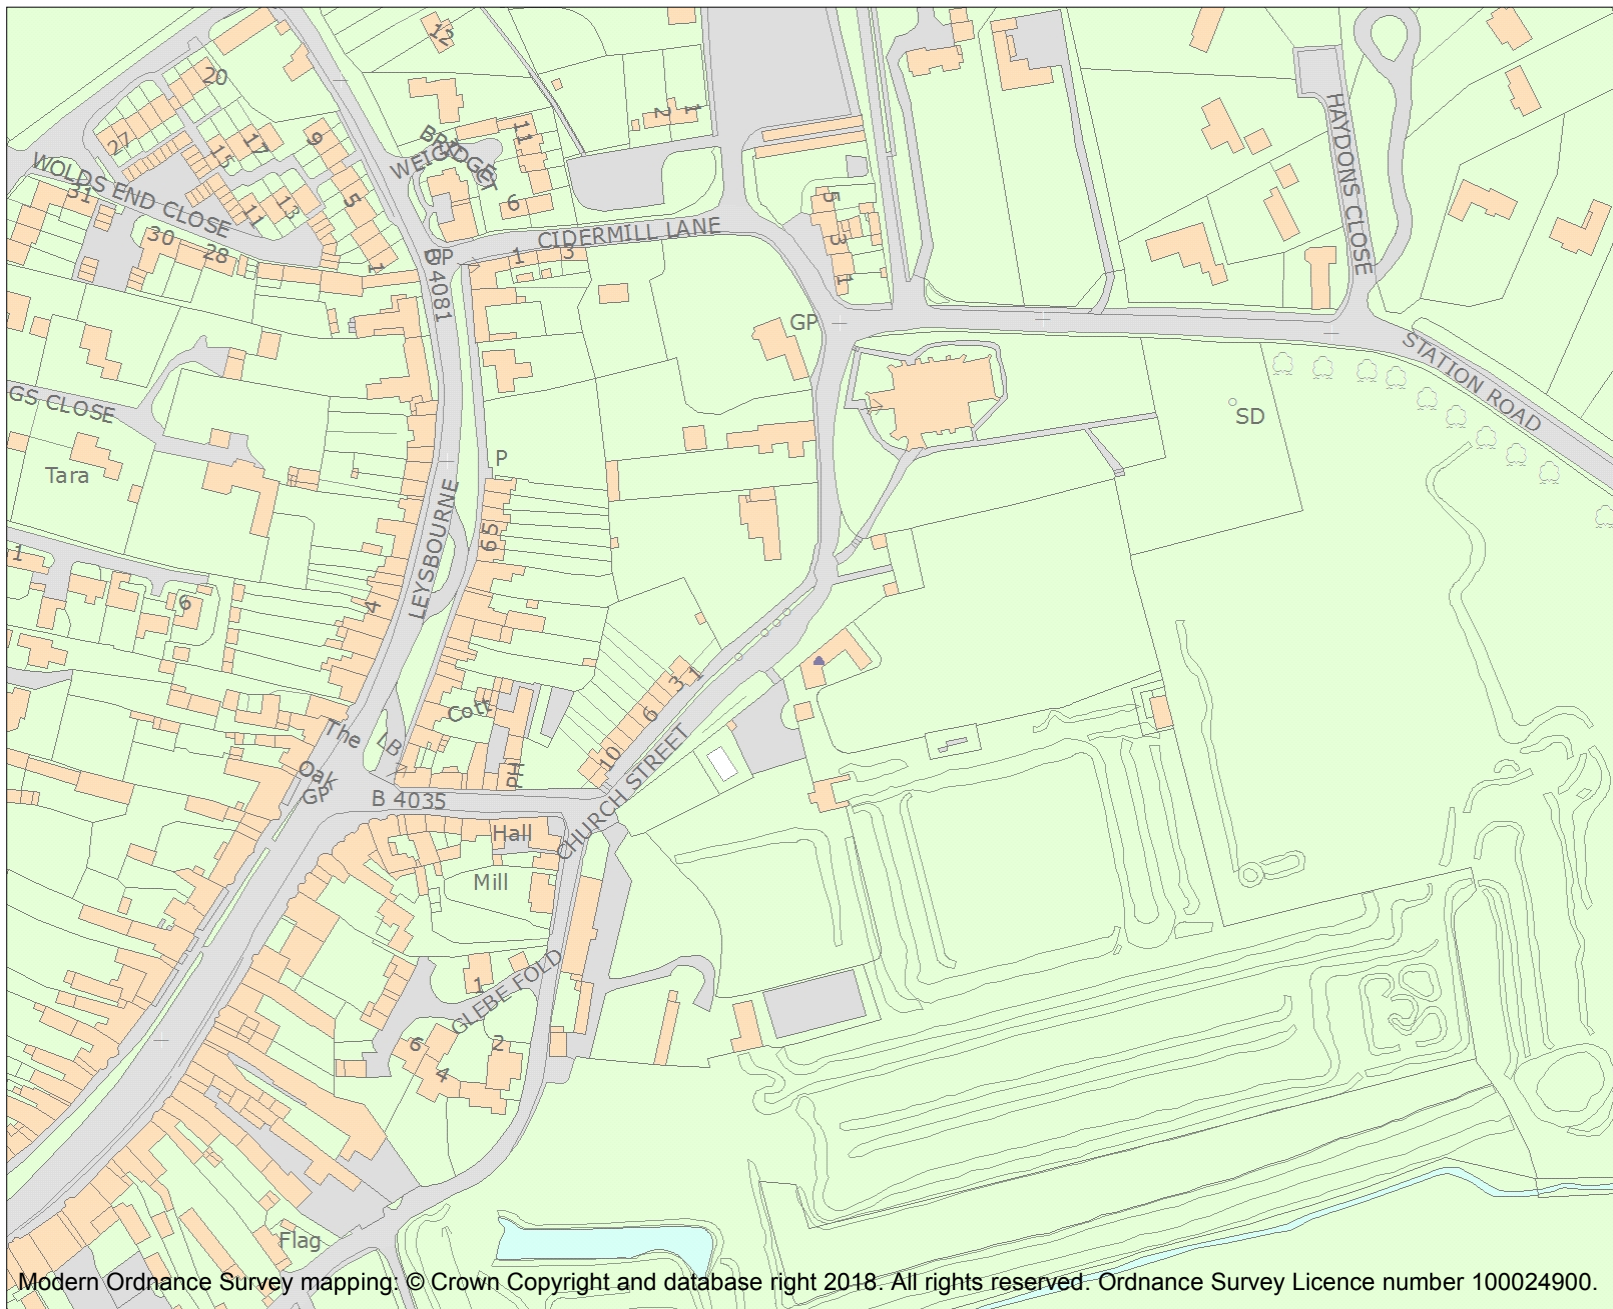 12
20
27
17
15
9
11
2
1
BRIDGET
WEIGH
WOLDS END CLOSE
31
13
11
5
6
30
28
1
CIDERMILL LANE
GP
1
3
5
3
1
B 4081
HAYDONS CLOSE
GP
STATION ROAD
GS CLOSE
SD
Tara
P
65
LEYSBOURNE
1
6
4
3
1
6
10
Cott
The
LB
Oak
GP
PH
B 4035
CHURCH STREET
Hall
Mill
1
GLEBE FOLD
6
2
4
Flag
Modern Ordnance Survey mapping: © Crown Copyright and database right 2018. All rights reserved. Ordnance Survey Licence number 100024900.